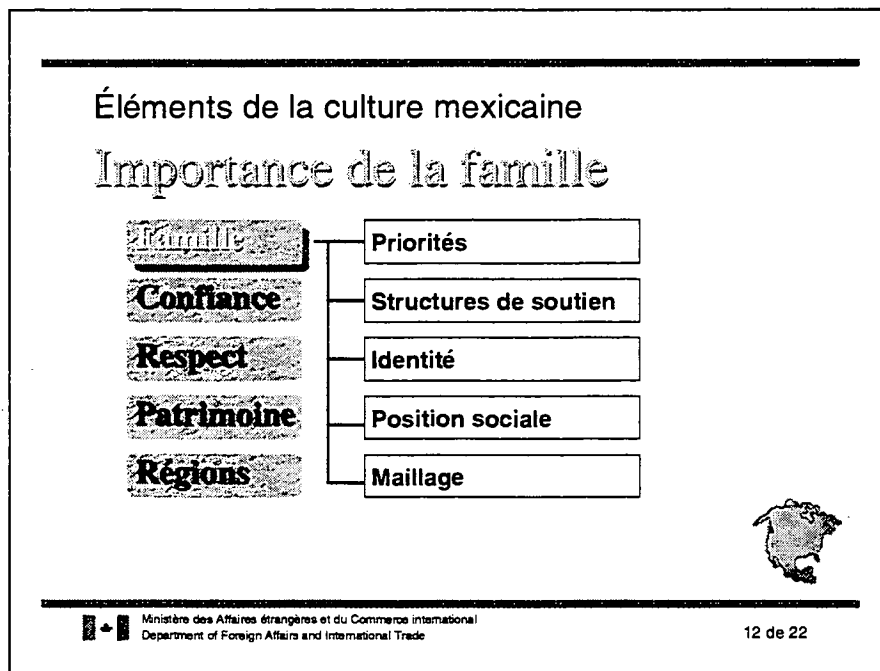 Éléments de la culture mexicaine
Importance de la famille
Famille
Confiance
Respect
Patrimoine
Régions
Priorités
Structures de soutien
Identité
Position sociale
Maillage
Ministère des Affaires étrangères et du Commerce international
Department of Foreign Affairs and International Trade
12 de 22